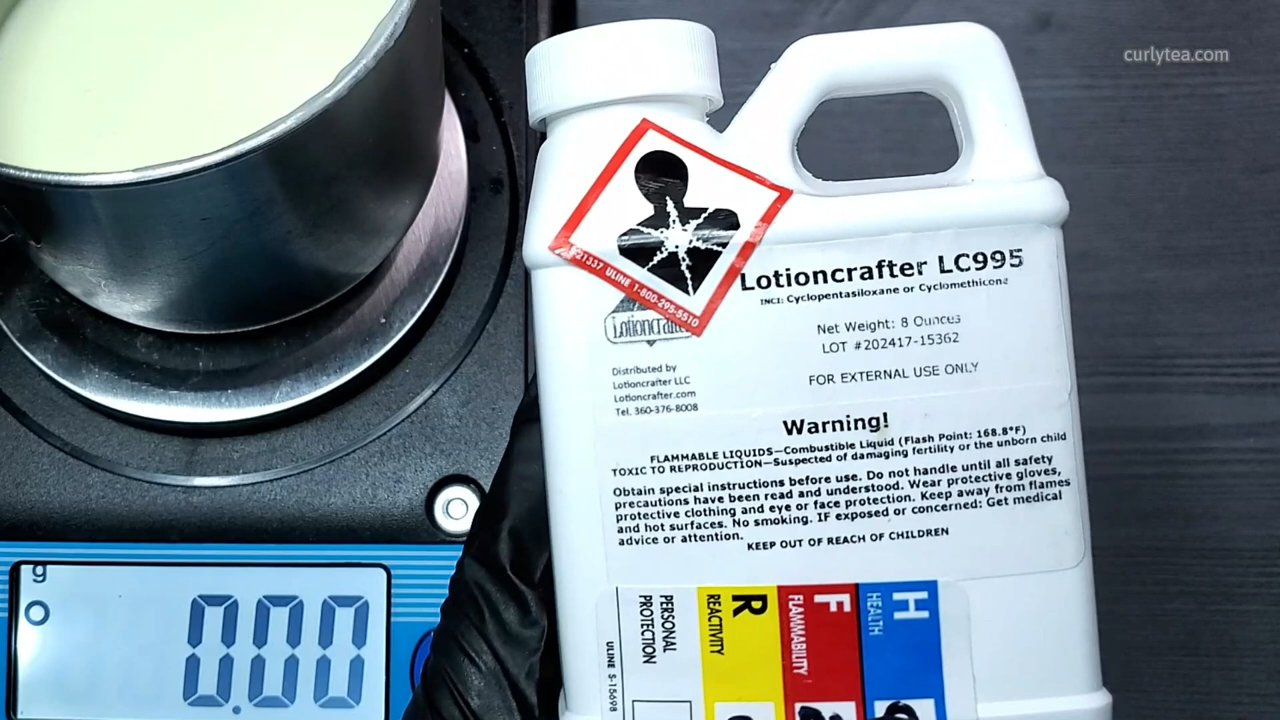 curlytea.com
S-21337 ULINE 1-800-295-5510
Lotioncrafter
Lotioncrafter LC995
INCI: Cyclopentasiloxane or Cyclomethicone
Net Weight: 8 Ounces
LOT #202417-15362
FOR EXTERNAL USE ONLY
Distributed by
Lotioncrafter LLC
Lotioncrafter.com
Tel. 360-376-8008
Warning!
FLAMMABLE LIQUIDS—Combustible Liquid (Flash Point: 168.8°F)
TOXIC TO REPRODUCTION—Suspected of damaging fertility or the unborn child
Obtain special instructions before use. Do not handle until all safety
precautions have been read and understood. Wear protective gloves,
protective clothing and eye or face protection. Keep away from flames
and hot surfaces. No smoking. IF exposed or concerned: Get medical
advice or attention.
KEEP OUT OF REACH OF CHILDREN
H
HEALTH
F
FLAMMABILITY
R
REACTIVITY
PERSONAL
PROTECTION
ULINE S-15698
g
0.00